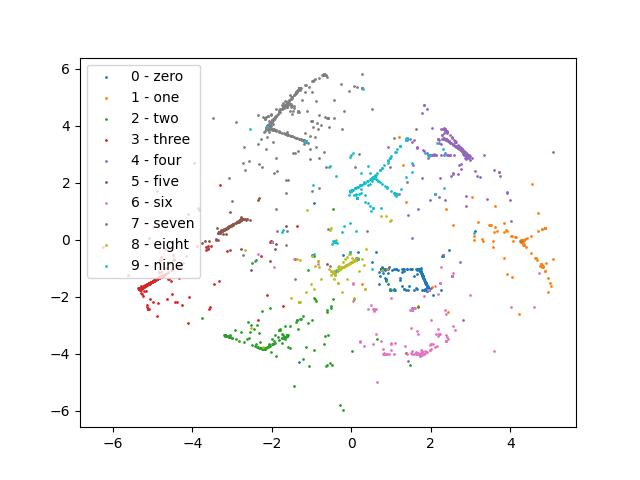 6
4
2
0
−2
−4
−6
−6
−4
−2
0
2
4
0 - zero
1 - one
2 - two
3 - three
4 - four
5 - five
6 - six
7 - seven
8 - eight
9 - nine